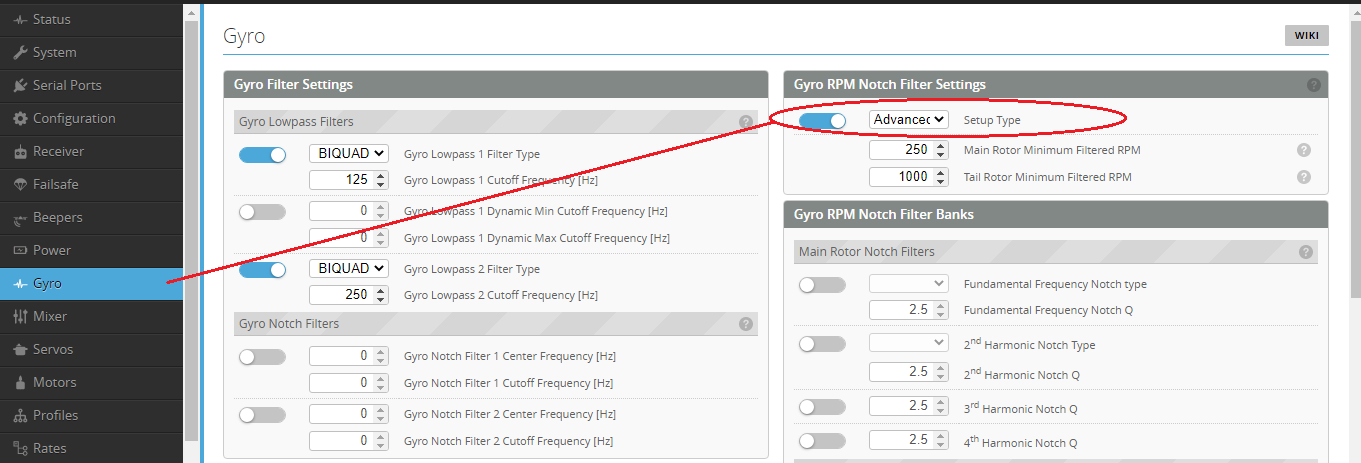 Status
System
Serial Ports
Configuration
Receiver
Failsafe
Beepers
Power
Gyro
Mixer
Servos
Motors
Profiles
Rates
Gyro
WIKI
Gyro Filter Settings
Gyro Lowpass Filters ?
BIQUAD Gyro Lowpass 1 Filter Type
125 Gyro Lowpass 1 Cutoff Frequency [Hz]
0 Gyro Lowpass 1 Dynamic Min Cutoff Frequency [Hz]
0 Gyro Lowpass 1 Dynamic Max Cutoff Frequency [Hz]
BIQUAD Gyro Lowpass 2 Filter Type
250 Gyro Lowpass 2 Cutoff Frequency [Hz]
Gyro Notch Filters ?
0 Gyro Notch Filter 1 Center Frequency [Hz]
0 Gyro Notch Filter 1 Cutoff Frequency [Hz]
0 Gyro Notch Filter 2 Center Frequency [Hz]
0 Gyro Notch Filter 2 Cutoff Frequency [Hz]
Gyro RPM Notch Filter Settings ?
Advanced Setup Type
250 Main Rotor Minimum Filtered RPM ?
1000 Tail Rotor Minimum Filtered RPM ?
Gyro RPM Notch Filter Banks
Main Rotor Notch Filters ?
Fundamental Frequency Notch type
2.5 Fundamental Frequency Notch Q
2nd Harmonic Notch Type
2.5 2nd Harmonic Notch Q
2.5 3rd Harmonic Notch Q
2.5 4th Harmonic Notch Q